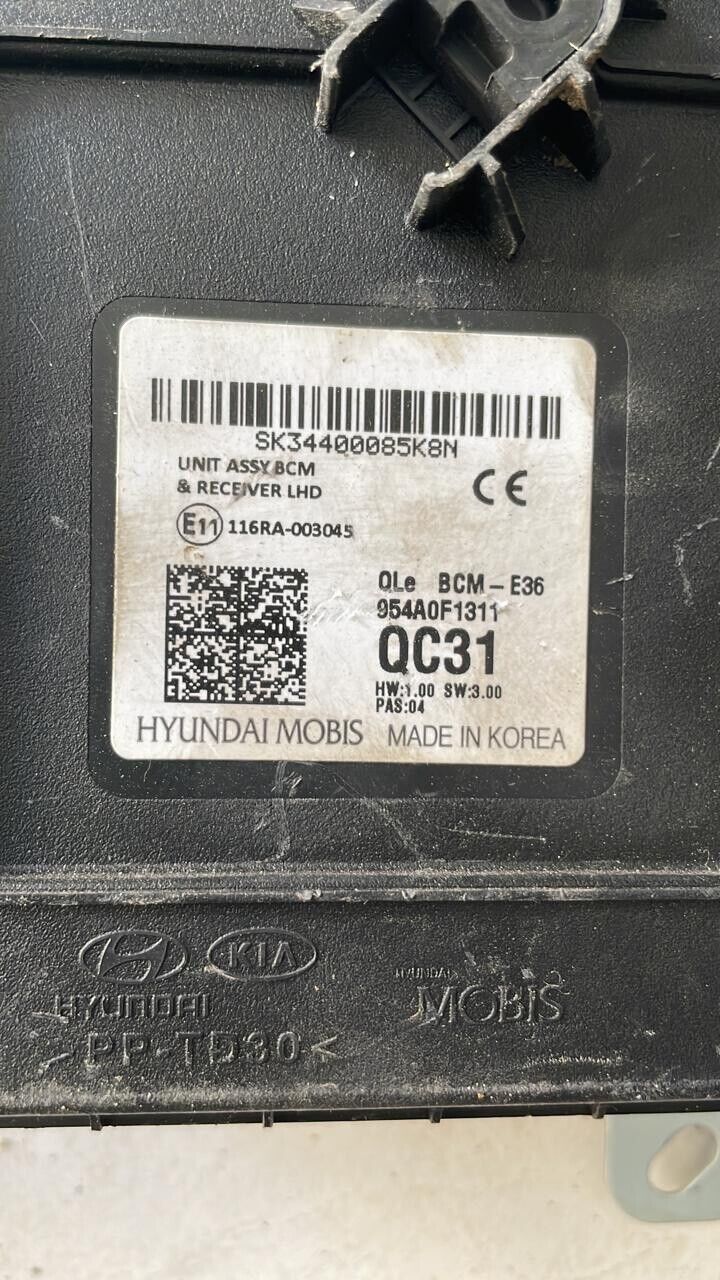 SK34400085K8N
UNIT ASSY BCM
& RECEIVER LHD
CE
E11 116RA-003045
QLe BCM-E36
954A0F1311
QC31
HW:1.00 SW:3.00
PAS:04
HYUNDAI MOBIS MADE IN KOREA
KIA
HYUNDAI
HYUNDAI
MOBIS
>PP-TD30<